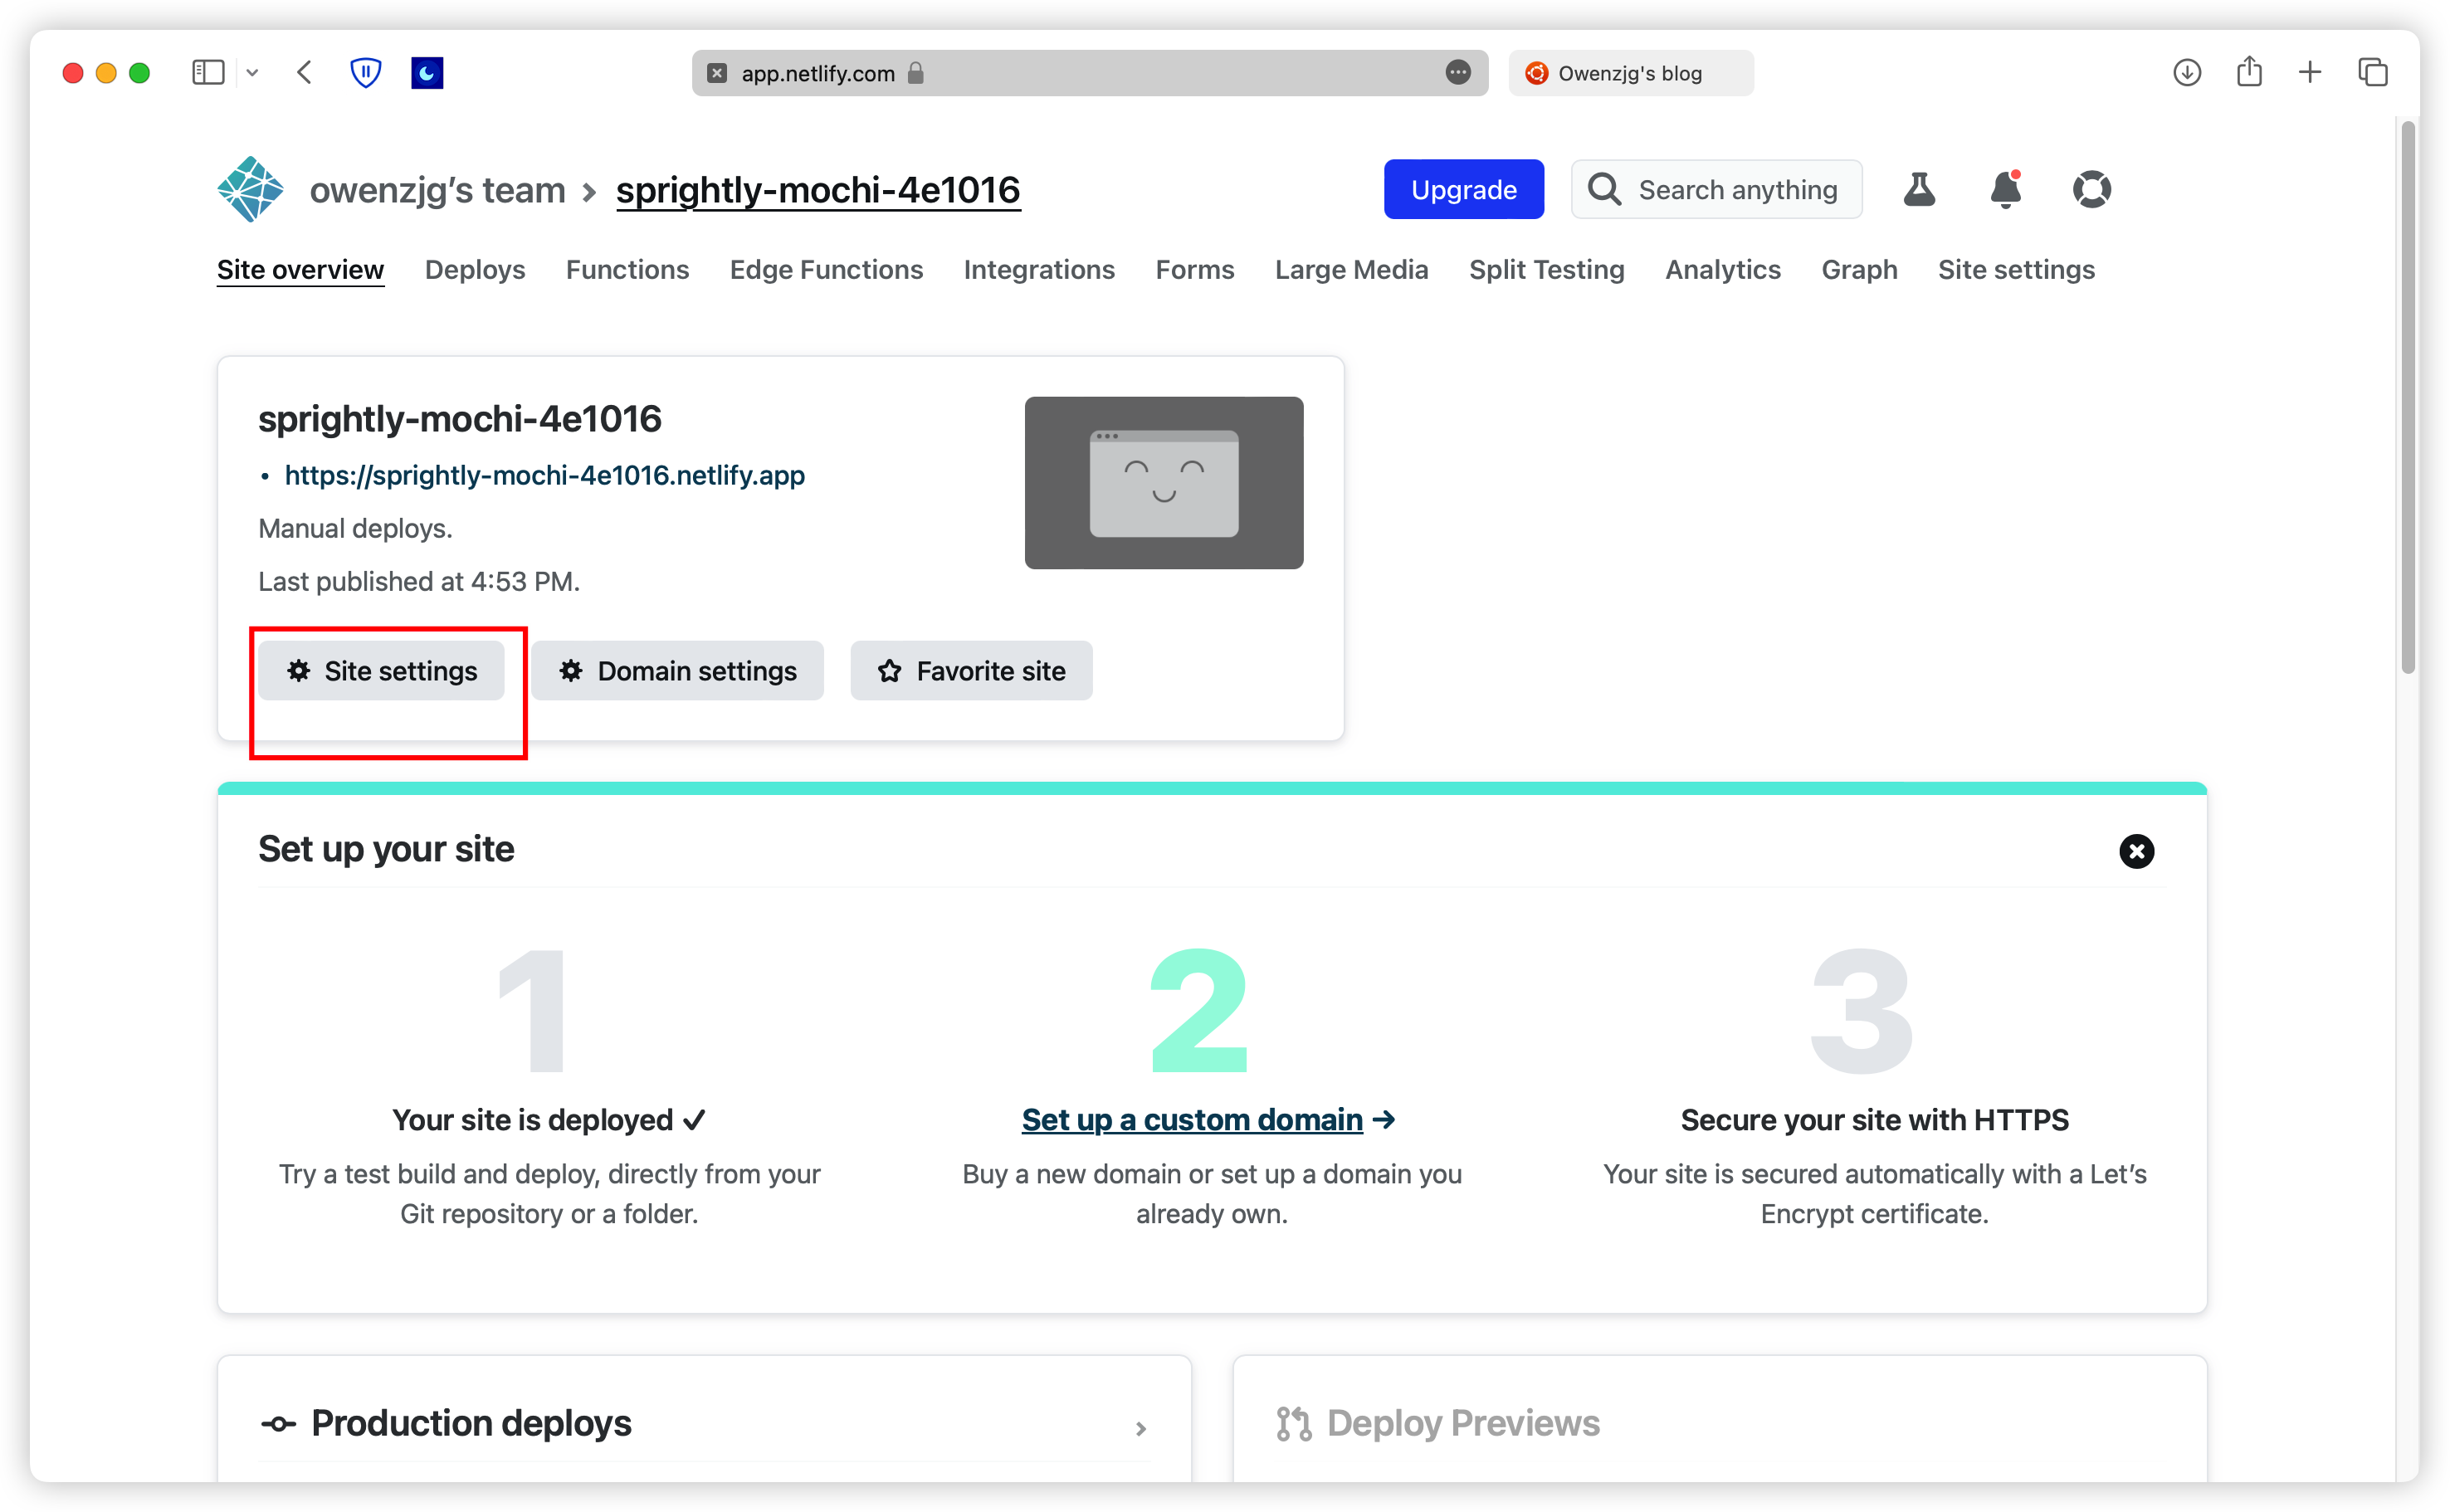 app.netlify.com
Owenzjg's blog
owenzjg's team › sprightly-mochi-4e1016
Upgrade
Search anything
Site overview Deploys Functions Edge Functions Integrations Forms Large Media Split Testing Analytics Graph Site settings
sprightly-mochi-4e1016
• https://sprightly-mochi-4e1016.netlify.app
Manual deploys.
Last published at 4:53 PM.
Site settings
Domain settings
Favorite site
Set up your site
1
Your site is deployed ✓
Try a test build and deploy, directly from your
Git repository or a folder.
2
Set up a custom domain →
Buy a new domain or set up a domain you
already own.
3
Secure your site with HTTPS
Your site is secured automatically with a Let’s
Encrypt certificate.
Production deploys
Deploy Previews